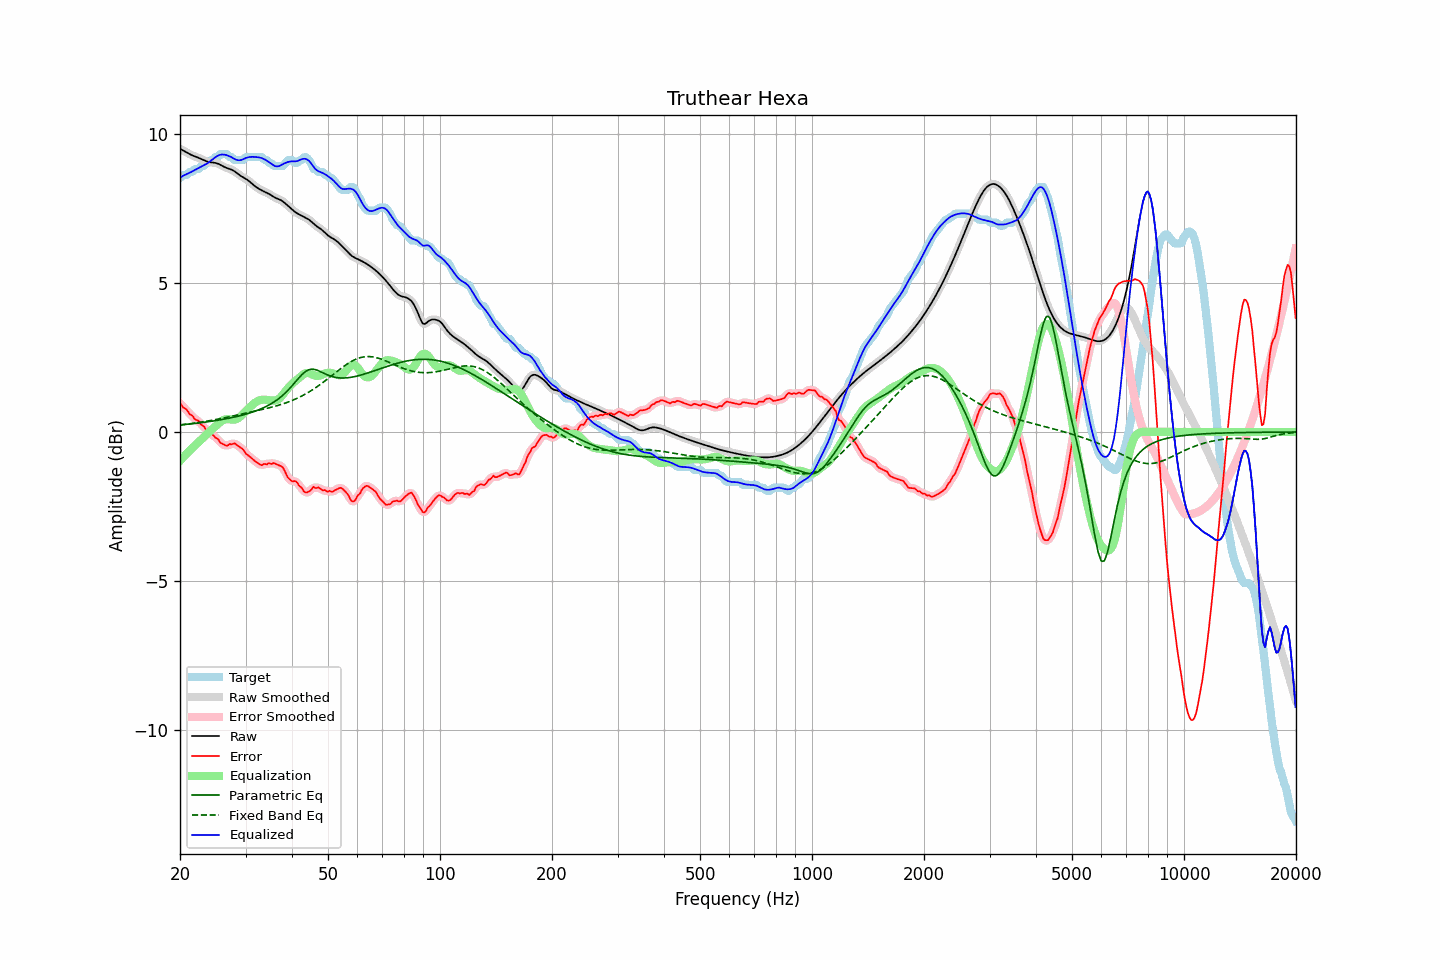 Truthear Hexa
Amplitude (dBr)
10
5
0
−5
−10
Target
Raw Smoothed
Error Smoothed
Raw
Error
Equalization
Parametric Eq
Fixed Band Eq
Equalized
20 50 100 200 500 1000 2000 5000 10000 20000
Frequency (Hz)